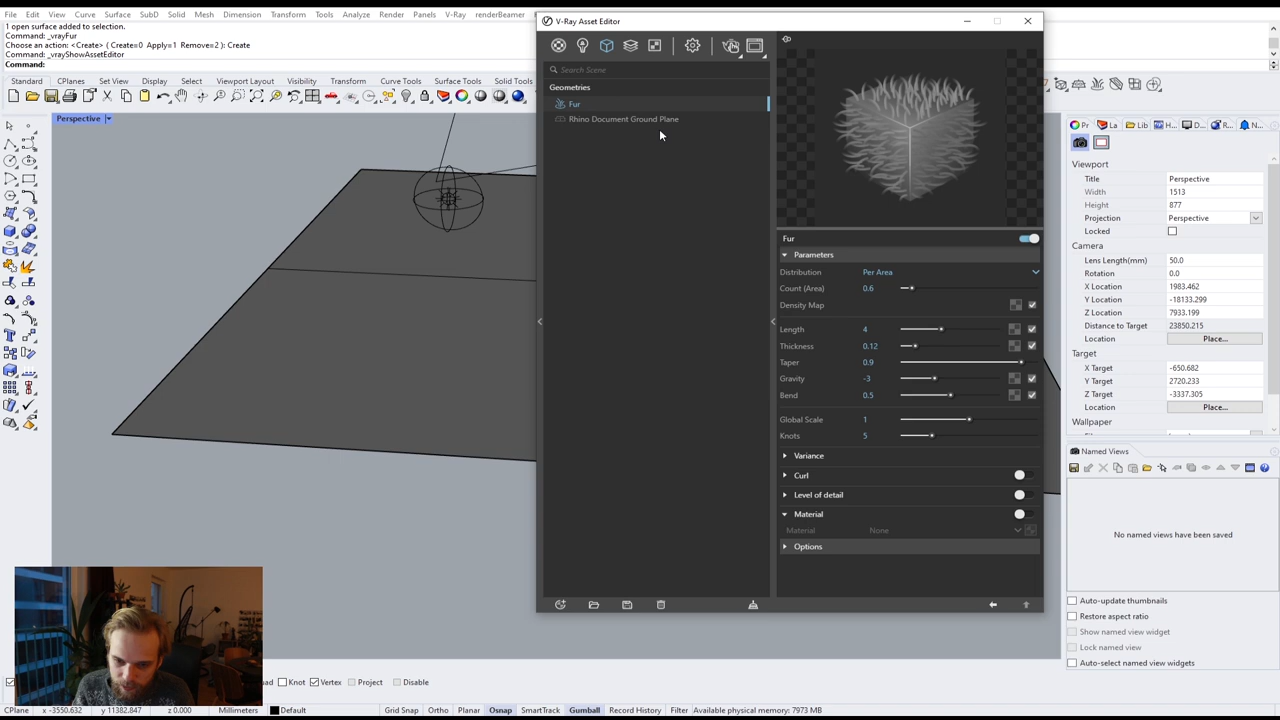 File Edit View Curve Surface SubD Solid Mesh Dimension Transform Tools Analyze Render Panels V-Ray renderBeamer
1 open surface added to selection.
Command: _vrayFur
Choose an action: <Create> ( Create=0 Apply=1 Remove=2 ): Create
Command: _vrayShowAssetEditor
Command:
Standard CPlanes Set View Display Select Viewport Layout Visibility Transform Curve Tools Surface Tools Solid Tools
Perspective
V-Ray Asset Editor
Search Scene
Geometries
Fur
Rhino Document Ground Plane
Fur
Parameters
Distribution Per Area
Count (Area) 0.6
Density Map
Length 4
Thickness 0.12
Taper 0.9
Gravity -3
Bend 0.5
Global Scale 1
Knots 5
Variance
Curl
Level of detail
Material
Material None
Options
Pr La Lib H... D... R... N...
Viewport
Title Perspective
Width 1513
Height 877
Projection Perspective
Locked
Camera
Lens Length(mm) 50.0
Rotation 0.0
X Location 1983.462
Y Location -18133.299
Z Location 7933.199
Distance to Target 23850.215
Location Place...
Target
X Target -650.682
Y Target 2720.233
Z Target -3337.305
Location Place...
Wallpaper
Named Views
No named views have been saved
Auto-update thumbnails
Restore aspect ratio
Show named view widget
Lock named view
Auto-select named view widgets
Knot Vertex Project Disable
CPlane x -3550.632 y 11382.847 z 0.000 Millimeters Default Grid Snap Ortho Planar Osnap SmartTrack Gumball Record History Filter Available physical memory: 7973 MB